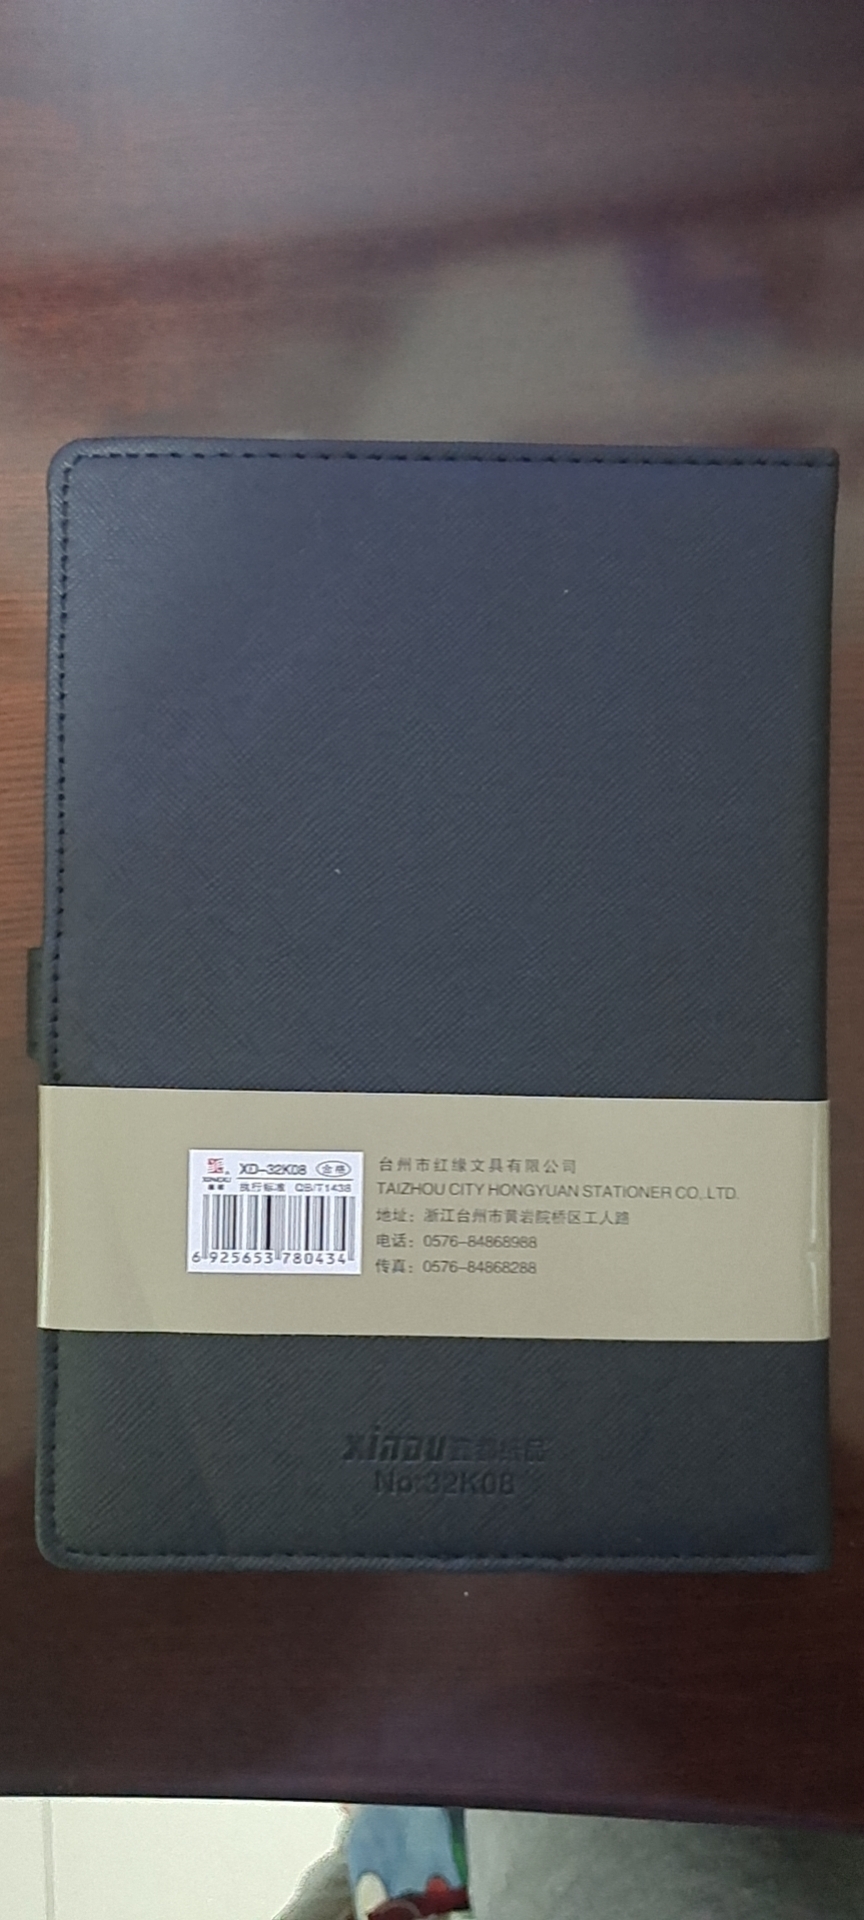 XD-32K08 合格
XINDU
执行标准 QB/T1438
6 925653 780434
台州市红缘文具有限公司
TAIZHOU CITY HONGYUAN STATIONER CO,.LTD.
地址：浙江台州市黄岩院桥区工人路
电话：0576-84868988
传真：0576-84868288
xinDU
No:32K08